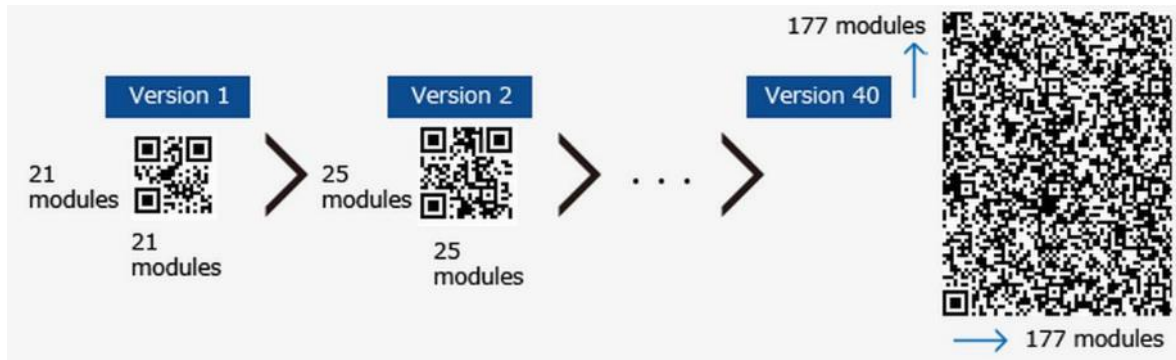 177 modules
Version 1
Version 2
Version 40
21
modules
25
modules
. . .
21
modules
25
modules
177 modules